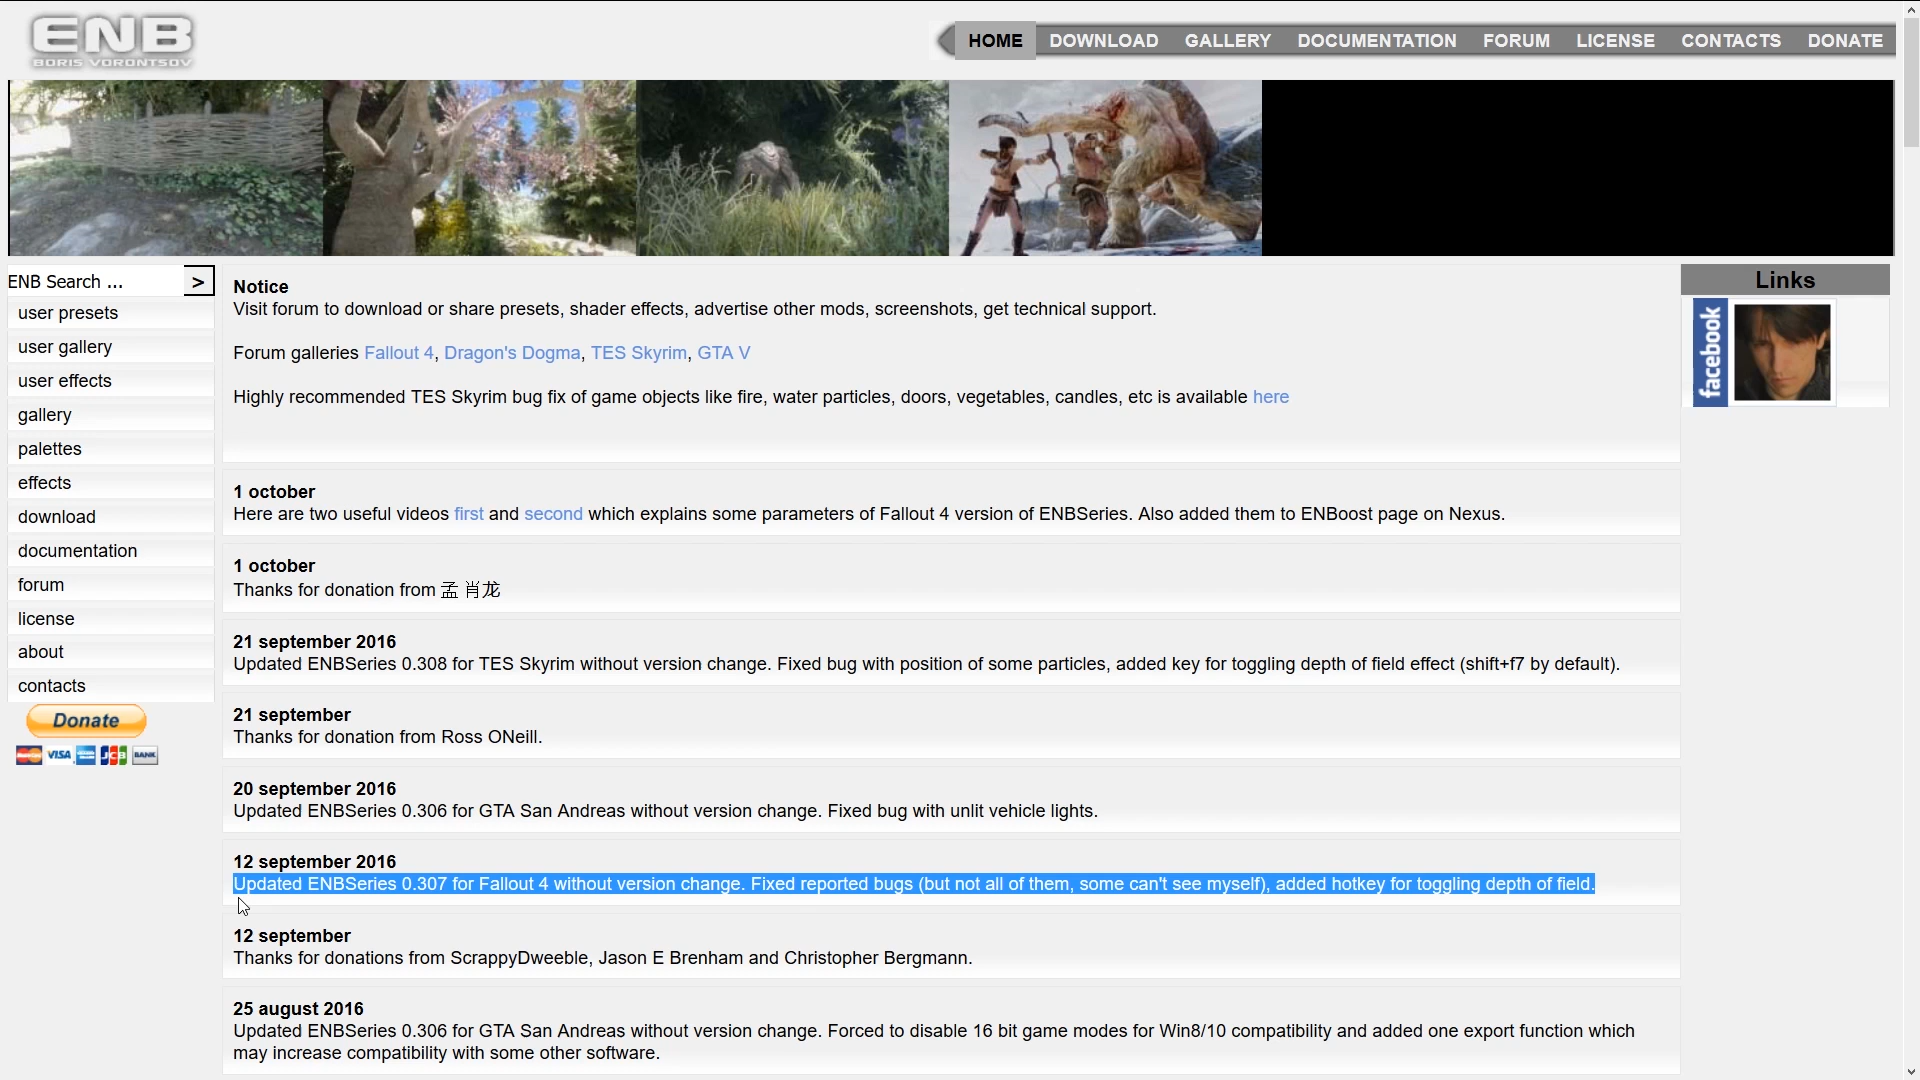 ENB
BORIS VORONTSOV
HOME DOWNLOAD GALLERY DOCUMENTATION FORUM LICENSE CONTACTS DONATE
ENB Search ... >
user presets
user gallery
user effects
gallery
palettes
effects
download
documentation
forum
license
about
contacts
Donate
VISA
JCB
BANK
Notice
Visit forum to download or share presets, shader effects, advertise other mods, screenshots, get technical support.
Forum galleries Fallout 4, Dragon's Dogma, TES Skyrim, GTA V
Highly recommended TES Skyrim bug fix of game objects like fire, water particles, doors, vegetables, candles, etc is available here
1 october
Here are two useful videos first and second which explains some parameters of Fallout 4 version of ENBSeries. Also added them to ENBoost page on Nexus.
1 october
Thanks for donation from 孟 肖龙
21 september 2016
Updated ENBSeries 0.308 for TES Skyrim without version change. Fixed bug with position of some particles, added key for toggling depth of field effect (shift+f7 by default).
21 september
Thanks for donation from Ross ONeill.
20 september 2016
Updated ENBSeries 0.306 for GTA San Andreas without version change. Fixed bug with unlit vehicle lights.
12 september 2016
Updated ENBSeries 0.307 for Fallout 4 without version change. Fixed reported bugs (but not all of them, some can't see myself), added hotkey for toggling depth of field.
12 september
Thanks for donations from ScrappyDweeble, Jason E Brenham and Christopher Bergmann.
25 august 2016
Updated ENBSeries 0.306 for GTA San Andreas without version change. Forced to disable 16 bit game modes for Win8/10 compatibility and added one export function which
may increase compatibility with some other software.
Links
facebook